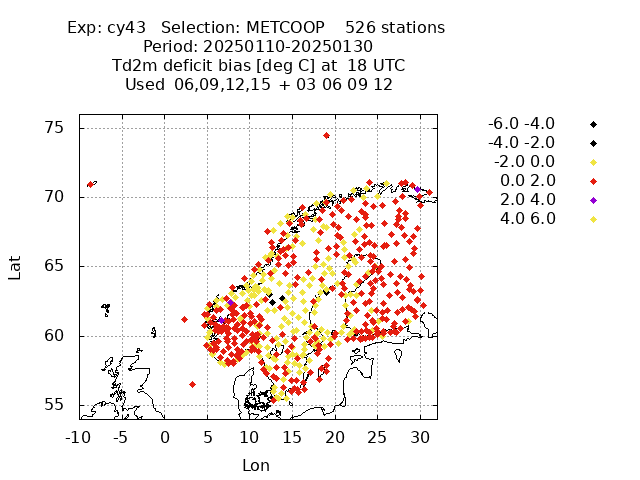 Exp: cy43 Selection: METCOOP 526 stations
Period: 20250110-20250130
Td2m deficit bias [deg C] at 18 UTC
Used 06,09,12,15 + 03 06 09 12
-6.0 -4.0
-4.0 -2.0
-2.0 0.0
0.0 2.0
2.0 4.0
4.0 6.0
75
70
65
60
55
Lat
-10 -5 0 5 10 15 20 25 30
Lon